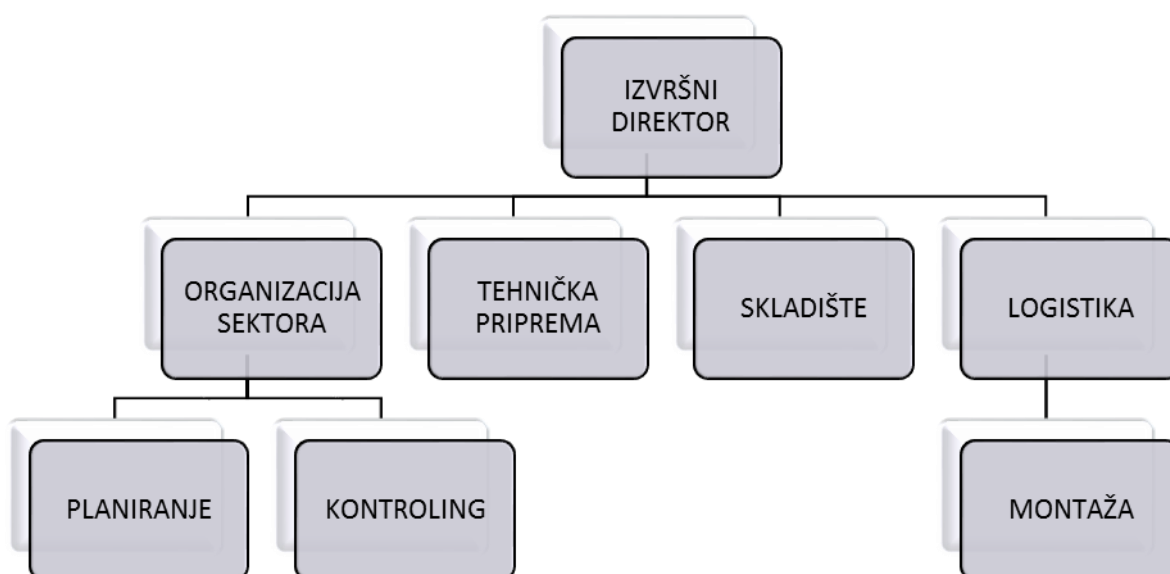 IZVRŠNI
DIREKTOR
ORGANIZACIJA
SEKTORA
TEHNIČKA
PRIPREMA
SKLADIŠTE
LOGISTIKA
PLANIRANJE
KONTROLING
MONTAŽA